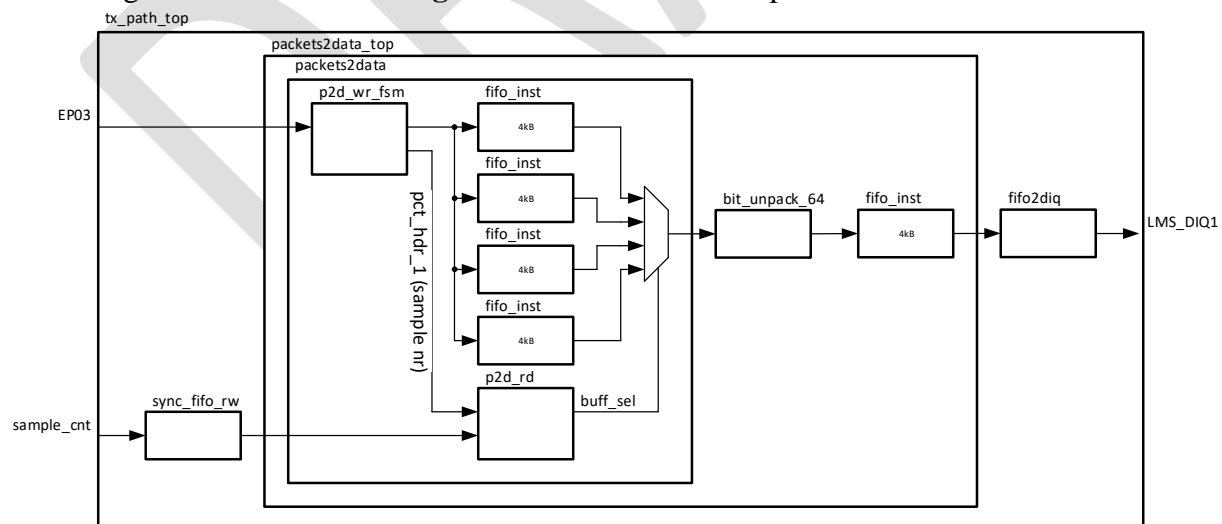 tx_path_top
packets2data_top
packets2data
p2d_wr_fsm
fifo_inst
EP03
4kB
fifo_inst
4kB
pct_hdr_1 (sample nr)
bit_unpack_64
fifo_inst
fifo2diq
LMS_DIQ1
4kB
fifo_inst
4kB
fifo_inst
4kB
p2d_rd
buff_sel
sync_fifo_rw
sample_cnt